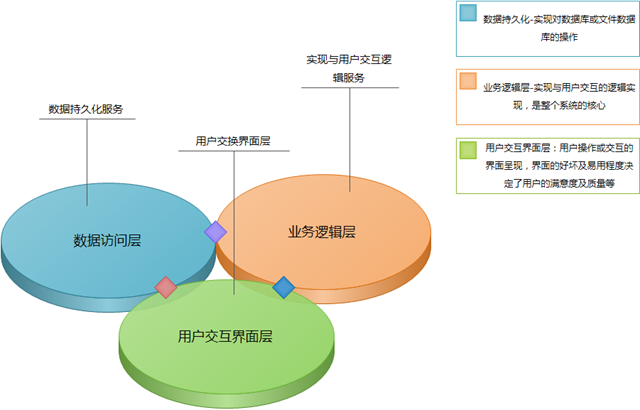 数据持久化-实现对数据库或文件数据
库的操作
实现与用户交互逻
辑服务
业务逻辑层-实现与用户交互的逻辑实
现，是整个系统的核心
数据持久化服务
用户交换界面层
用户交互界面层：用户操作或交互的
界面呈现，界面的好坏及易用程度决
定了用户的满意度及质量等
数据访问层
业务逻辑层
用户交互界面层